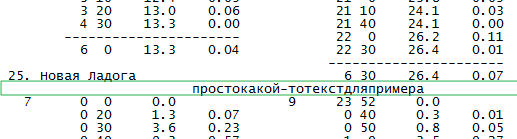 3 20 13.0 0.06 21 10 24.1 0.03
4 30 13.3 0.00 21 40 24.1 0.00
------------------- 22 0 26.2 0.11
6 0 13.3 0.04 22 30 26.4 0.01
-------------------
25. Новая Ладога 6 30 26.4 0.07
простокакой-тотекстдляпримера
7 0 0 0.0 9 23 52 0.0
0 20 1.3 0.07 0 40 0.3 0.01
0 30 3.6 0.23 0 50 0.8 0.05